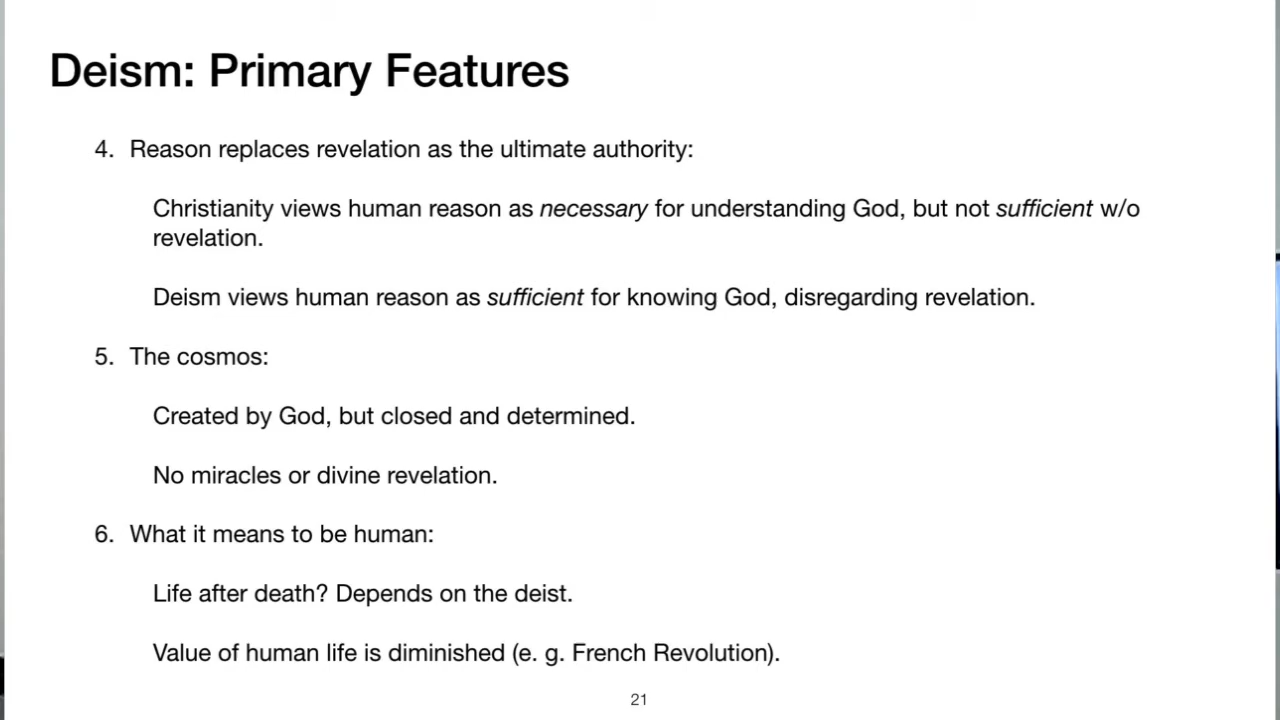 Deism: Primary Features
4. Reason replaces revelation as the ultimate authority:
Christianity views human reason as necessary for understanding God, but not sufficient w/o
revelation.
Deism views human reason as sufficient for knowing God, disregarding revelation.
5. The cosmos:
Created by God, but closed and determined.
No miracles or divine revelation.
6. What it means to be human:
Life after death? Depends on the deist.
Value of human life is diminished (e. g. French Revolution).
21